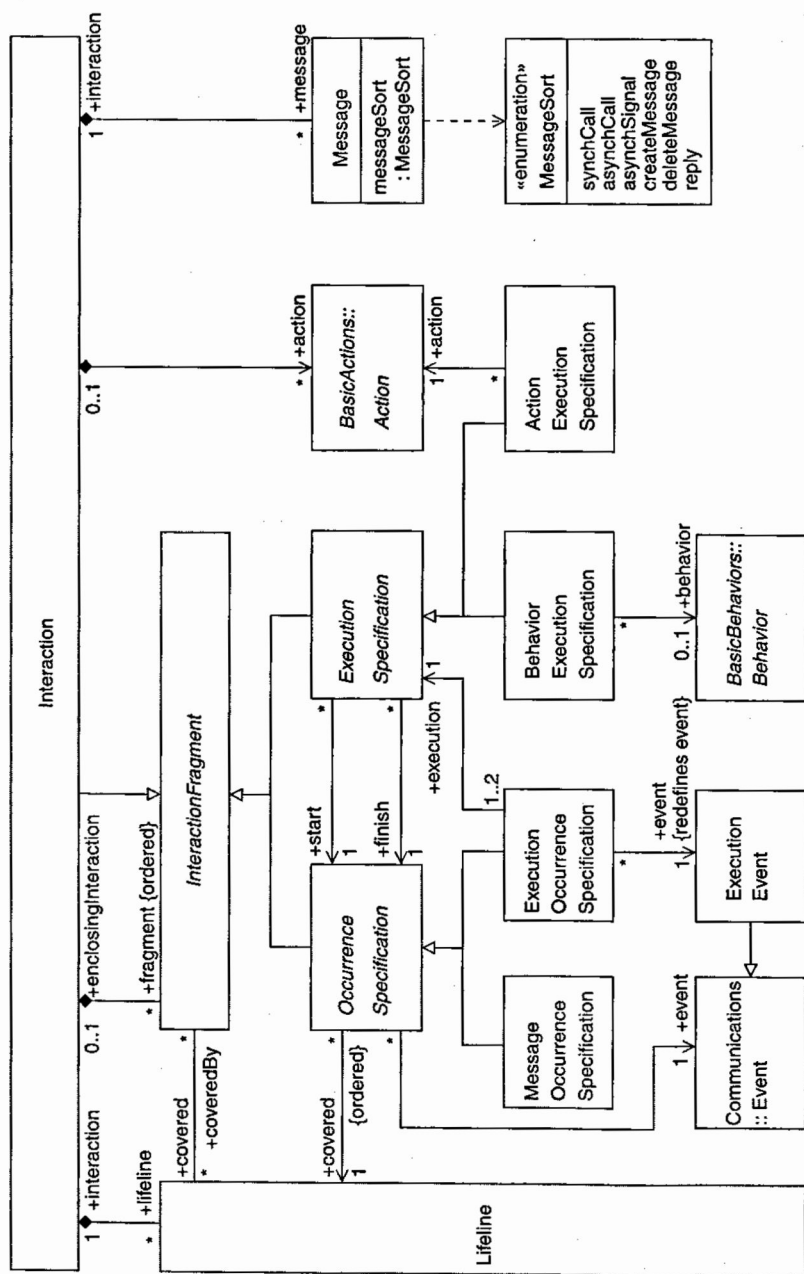 Interaction
1
+interaction
*
+lifeline
0..1
+enclosingInteraction
*
+fragment {ordered}
0..1
*
+action
1
+interaction
*
+message
Lifeline
+covered
*
*
+coveredBy
InteractionFragment
+covered
1
*
{ordered}
Occurrence
Specification
+start
1
*
+finish
1
*
Execution
Specification
BasicActions::
Action
1
+action
*
Message
messageSort
: MessageSort
*
+execution
1
1..2
Message
Occurrence
Specification
Execution
Occurrence
Specification
Behavior
Execution
Specification
Action
Execution
Specification
«enumeration»
MessageSort
synchCall
asynchCall
asynchSignal
createMessage
deleteMessage
reply
1
+event
*
1
+event
{redefines event}
*
0..1
+behavior
Communications
:: Event
Execution
Event
BasicBehaviors::
Behavior